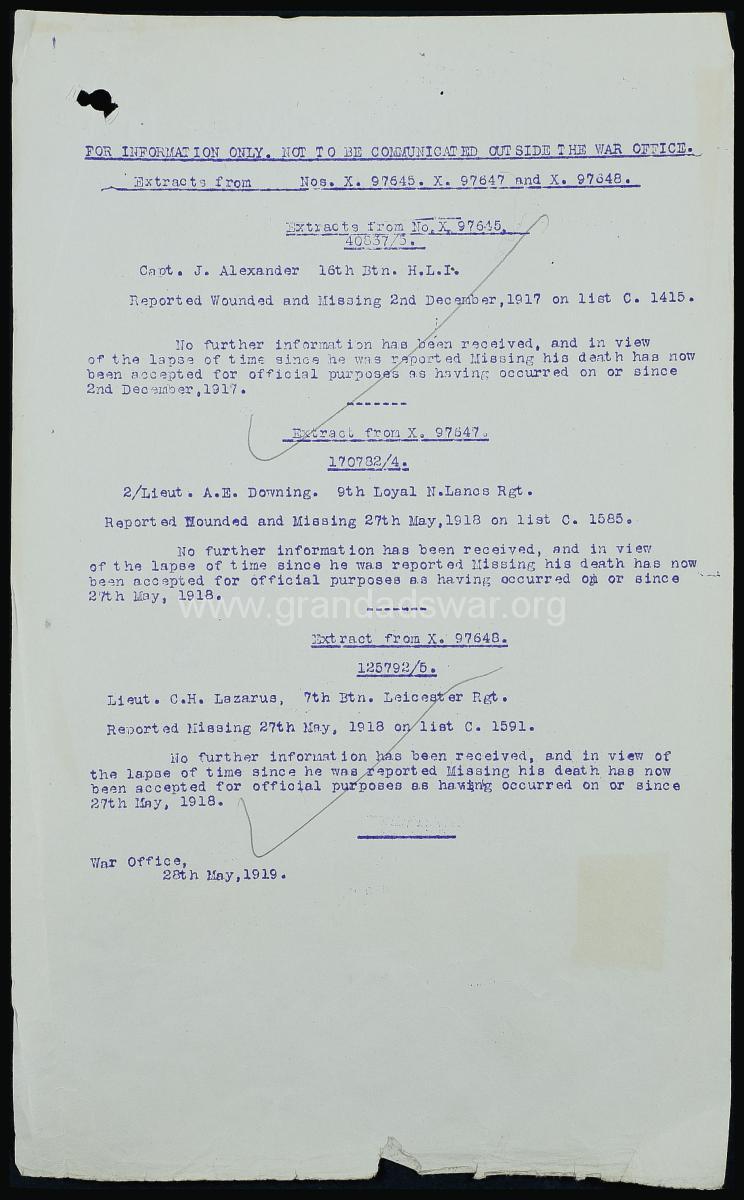 FOR INFORMATION ONLY. NOT TO BE COMMUNICATED OUTSIDE THE WAR OFFICE.
Extracts from Nos. X. 97645. X. 97647 and X. 97648.
Extracts from No. X. 97645.
Capt. J. Alexander 16th Btn. H.L.I.
Reported Wounded and Missing 2nd December, 1917 on list C. 1415.
No further information has been received, and in view
of the lapse of time since he was reported Missing his death has now
been accepted for official purposes as having occurred on or since
2nd December, 1917.
Extract from X. 97647.
170782/4.
2/Lieut. A.E. Downing. 9th Loyal N.Lancs Rgt.
Reported Wounded and Missing 27th May, 1918 on list C. 1585.
No further information has been received, and in view
of the lapse of time since he was reported Missing his death has now
been accepted for official purposes as having occurred on or since
27th May, 1918.
www.grandadswar.org
Extract from X. 97648.
125792/5.
Lieut. C.H. Lazarus, 7th Btn. Leicester Rgt.
Reported Missing 27th May, 1918 on list C. 1591.
No further information has been received, and in view of
the lapse of time since he was reported Missing his death has now
been accepted for official purposes as having occurred on or since
27th May, 1918.
War Office,
28th May, 1919.